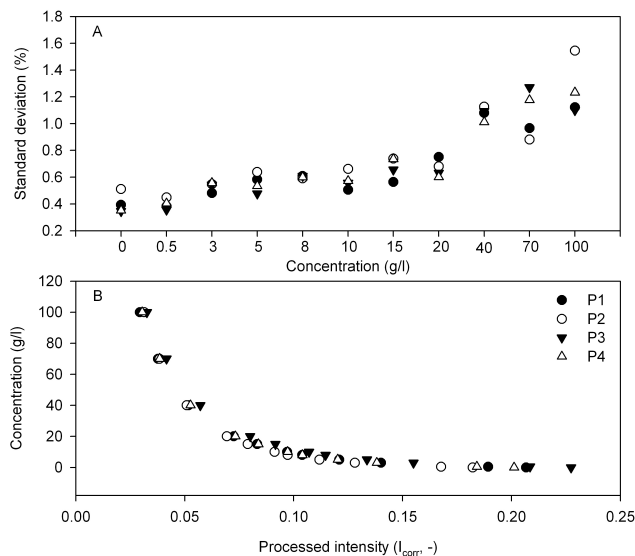 A
Standard deviation (%)
1.8
1.6
1.4
1.2
1.0
0.8
0.6
0.4
0.2
0 0.5 3 5 8 10 15 20 40 70 100
Concentration (g/l)
B
Concentration (g/l)
120
100
80
60
40
20
0
P1
P2
P3
P4
0.00 0.05 0.10 0.15 0.20 0.25
Processed intensity (Icorr, -)